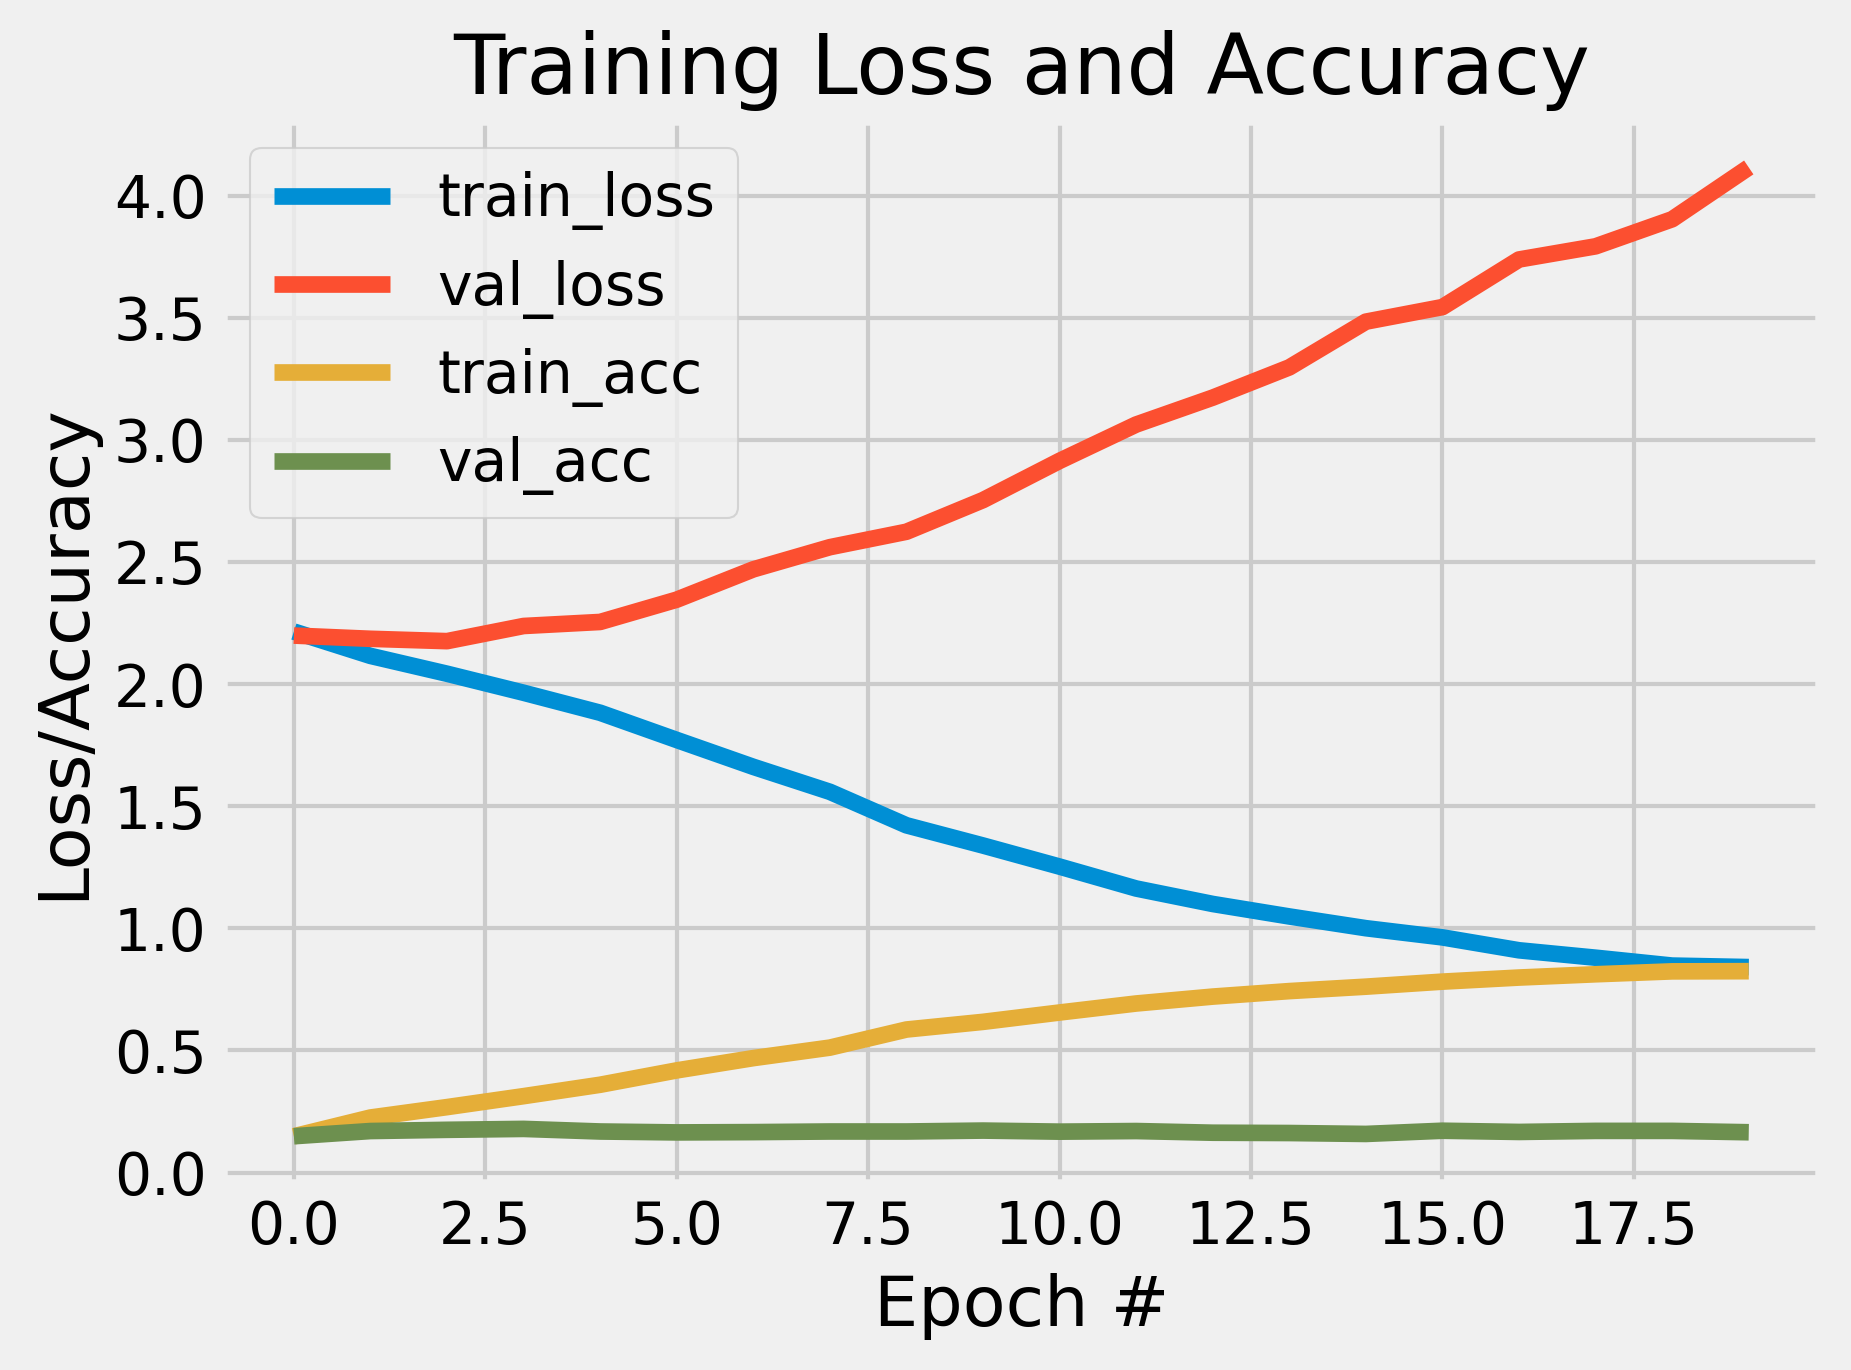 Training Loss and Accuracy
train_loss
val_loss
train_acc
val_acc
Loss/Accuracy
4.0
3.5
3.0
2.5
2.0
1.5
1.0
0.5
0.0
0.0 2.5 5.0 7.5 10.0 12.5 15.0 17.5
Epoch #